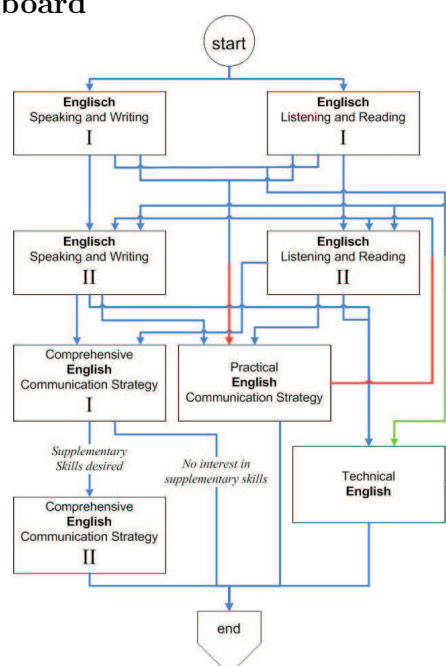 board
start
Englisch
Speaking and Writing
I
Englisch
Listening and Reading
I
Englisch
Speaking and Writing
II
Englisch
Listening and Reading
II
Comprehensive
English
Communication Strategy
I
Practical
English
Communication Strategy
Supplementary
Skills desired
No interest in
supplementary skills
Technical
English
Comprehensive
English
Communication Strategy
II
end